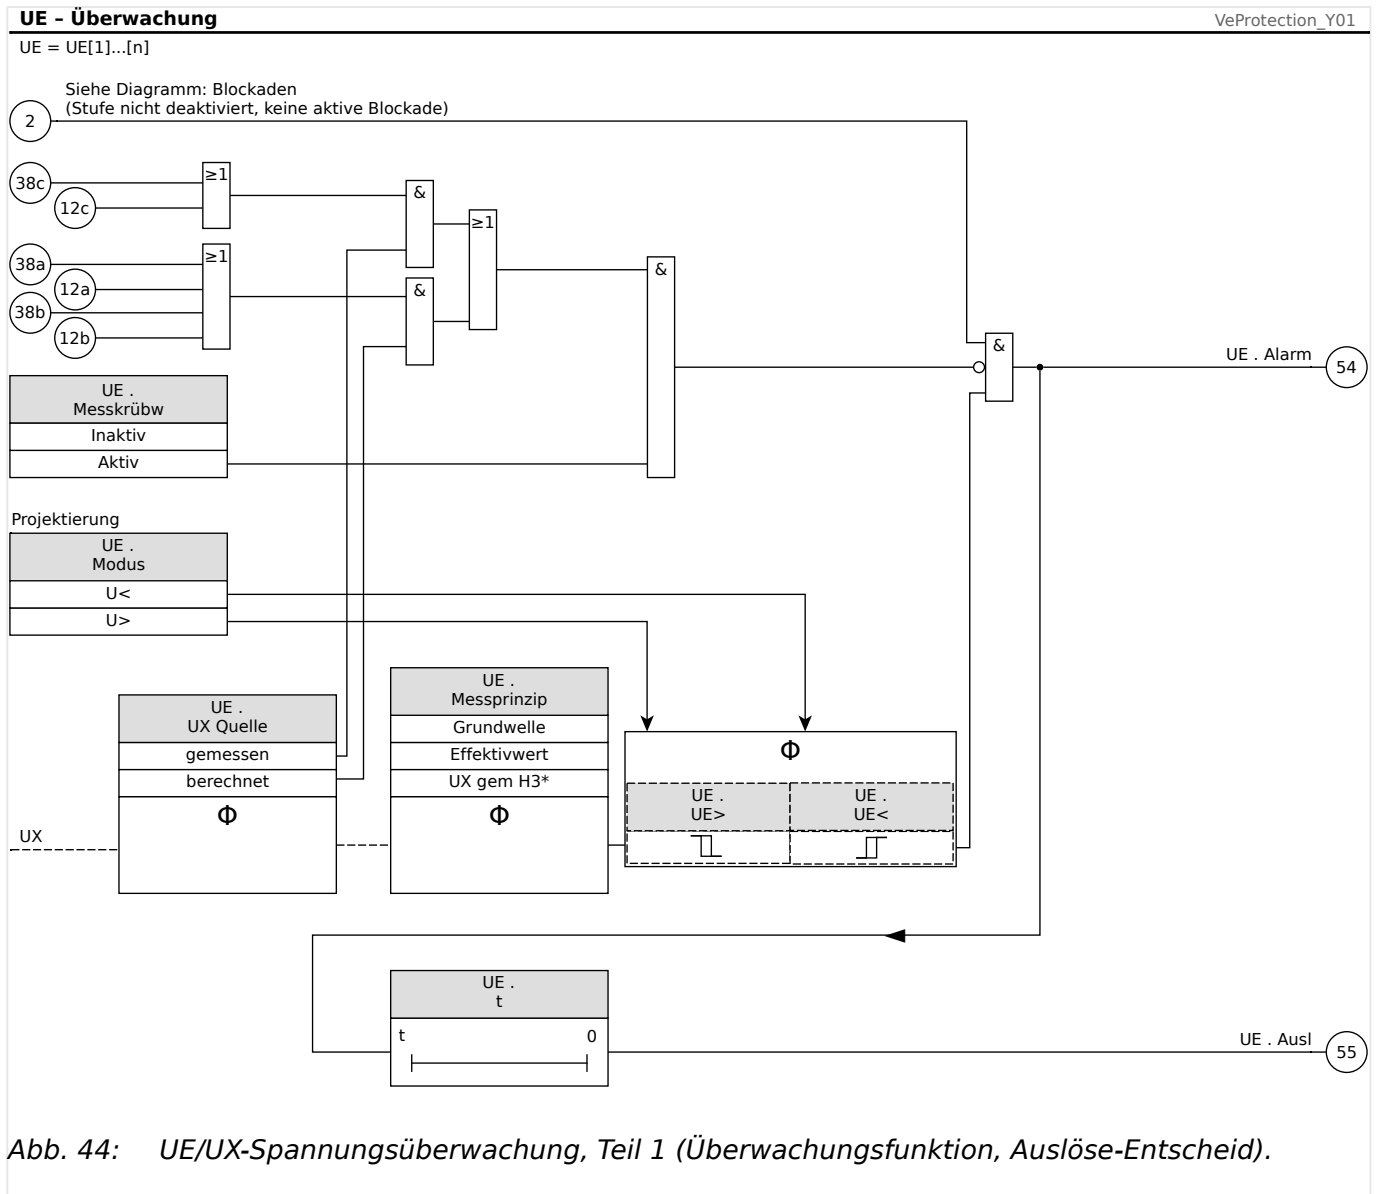 UE – Überwachung
VeProtection_Y01
UE = UE[1]...[n]
Siehe Diagramm: Blockaden
(Stufe nicht deaktiviert, keine aktive Blockade)
2
38c
12c
≥1
&
≥1
38a
12a
38b
12b
≥1
&
&
&
UE . Alarm
54
UE .
Messkrübw
Inaktiv
Aktiv
Projektierung
UE .
Modus
U<
U>
UE .
UX Quelle
gemessen
berechnet
Φ
UX
UE .
Messprinzip
Grundwelle
Effektivwert
UX gem H3*
Φ
Φ
UE .
UE>
UE .
UE<
UE .
t
t
0
UE . Ausl
55
Abb. 44: UE/UX-Spannungsüberwachung, Teil 1 (Überwachungsfunktion, Auslöse-Entscheid).